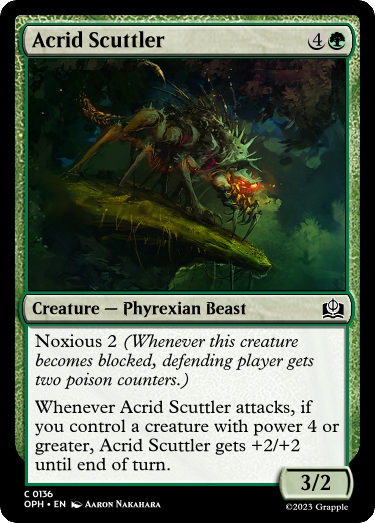 Acrid Scuttler 4
Creature — Phyrexian Beast
Noxious 2 (Whenever this creature
becomes blocked, defending player gets
two poison counters.)
Whenever Acrid Scuttler attacks, if
you control a creature with power 4 or
greater, Acrid Scuttler gets +2/+2
until end of turn.
3/2
C 0136
OPH • EN Aaron Nakahara
©2023 Grapple